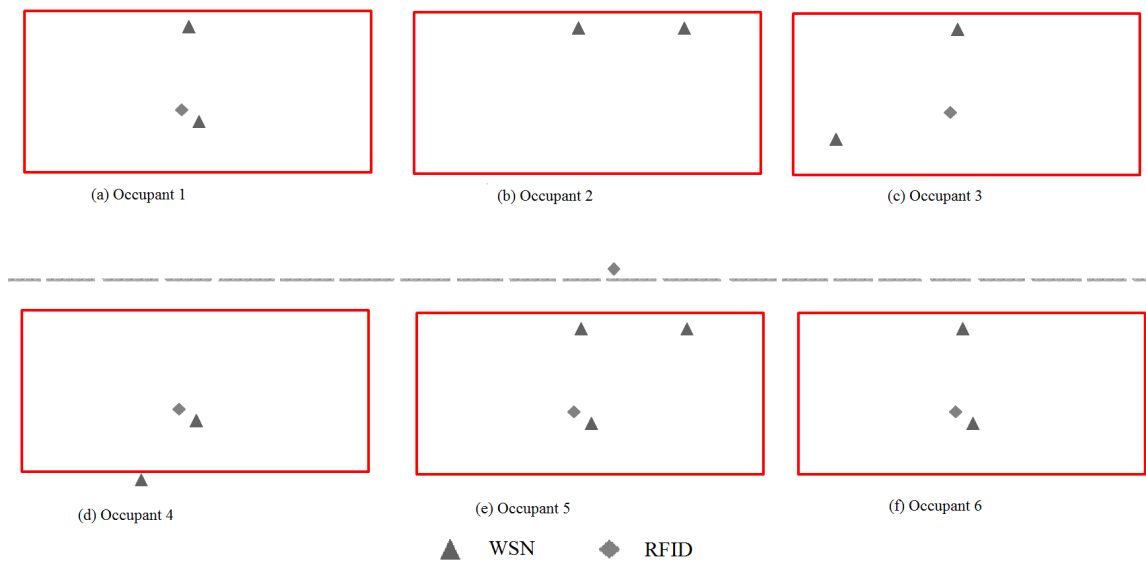 (a) Occupant 1
(b) Occupant 2
(c) Occupant 3
(d) Occupant 4
(e) Occupant 5
(f) Occupant 6
WSN
RFID